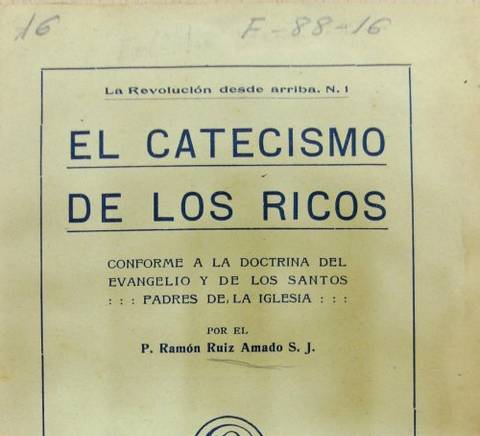 16
F-88-16
La Revolución desde arriba. N. 1
EL CATECISMO
DE LOS RICOS
CONFORME A LA DOCTRINA DEL
EVANGELIO Y DE LOS SANTOS
: : : PADRES DE LA IGLESIA : : :
POR EL
P. Ramón Ruiz Amado S. J.